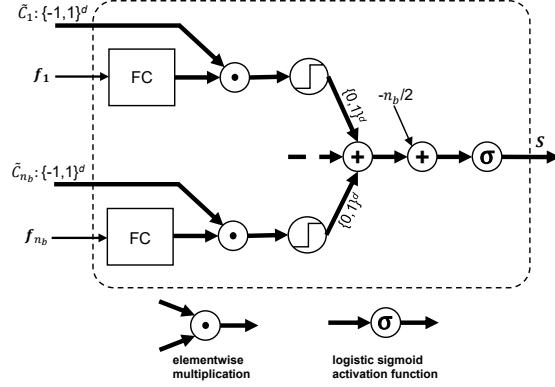 C̃₁: {-1,1}ᵈ
f₁
FC
{0,1}ᵈ
-n_b/2
+
+
σ
S
C̃_{n_b}: {-1,1}ᵈ
f_{n_b}
FC
{0,1}ᵈ
σ
elementwise
multiplication
logistic sigmoid
activation function